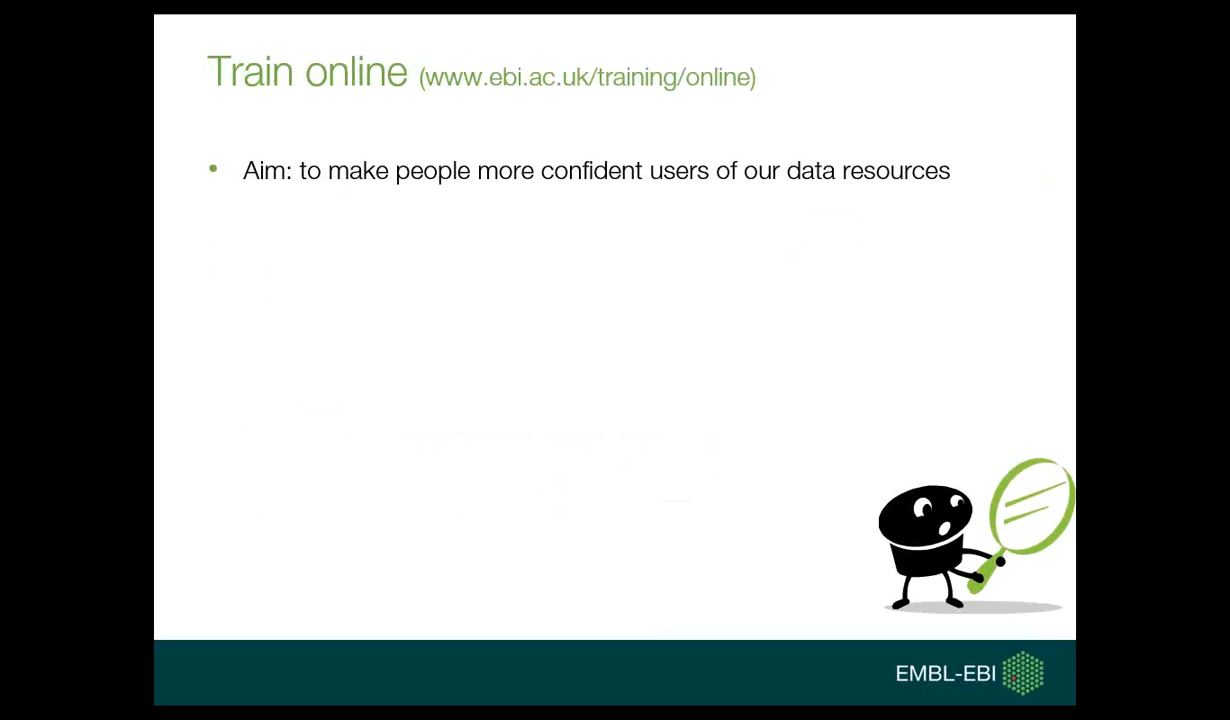 Train online (www.ebi.ac.uk/training/online)
• Aim: to make people more confident users of our data resources
EMBL-EBI